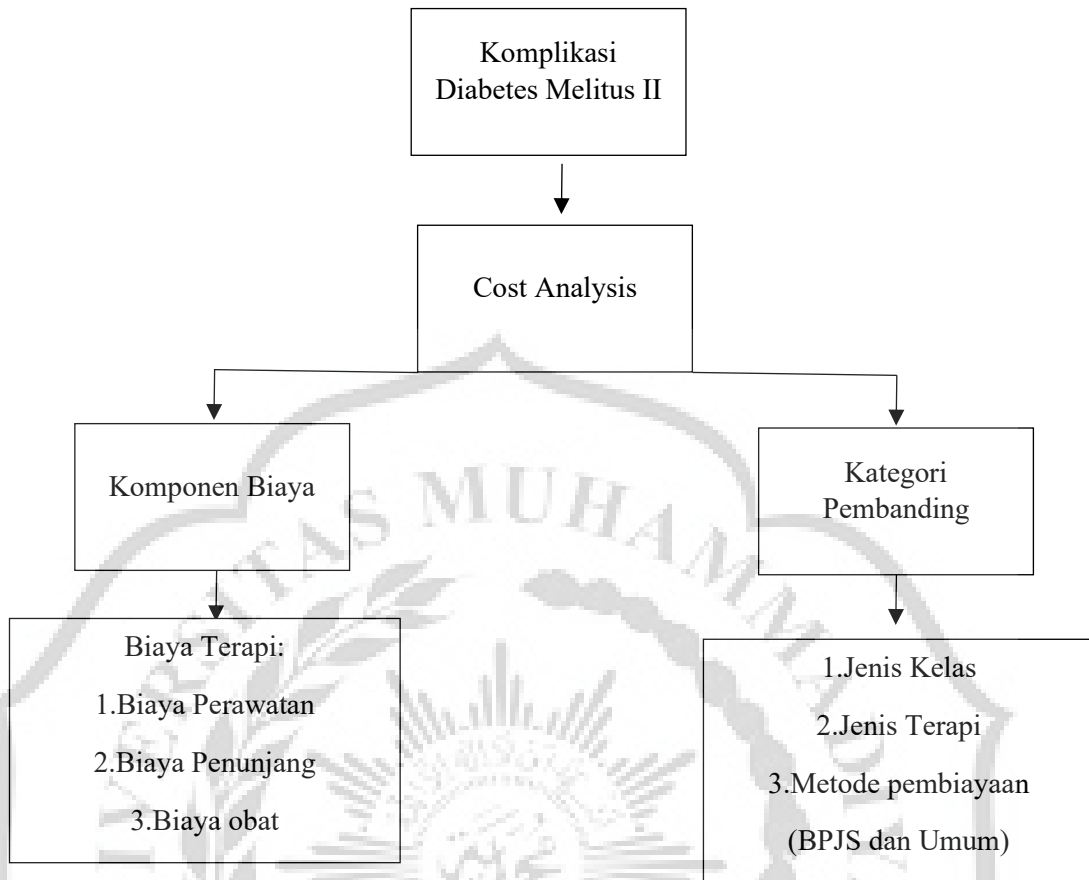 Komplikasi
Diabetes Melitus II
Cost Analysis
Komponen Biaya
Kategori
Pembanding
Biaya Terapi:
1.Biaya Perawatan
2.Biaya Penunjang
3.Biaya obat
1.Jenis Kelas
2.Jenis Terapi
3.Metode pembiayaan
(BPJS dan Umum)